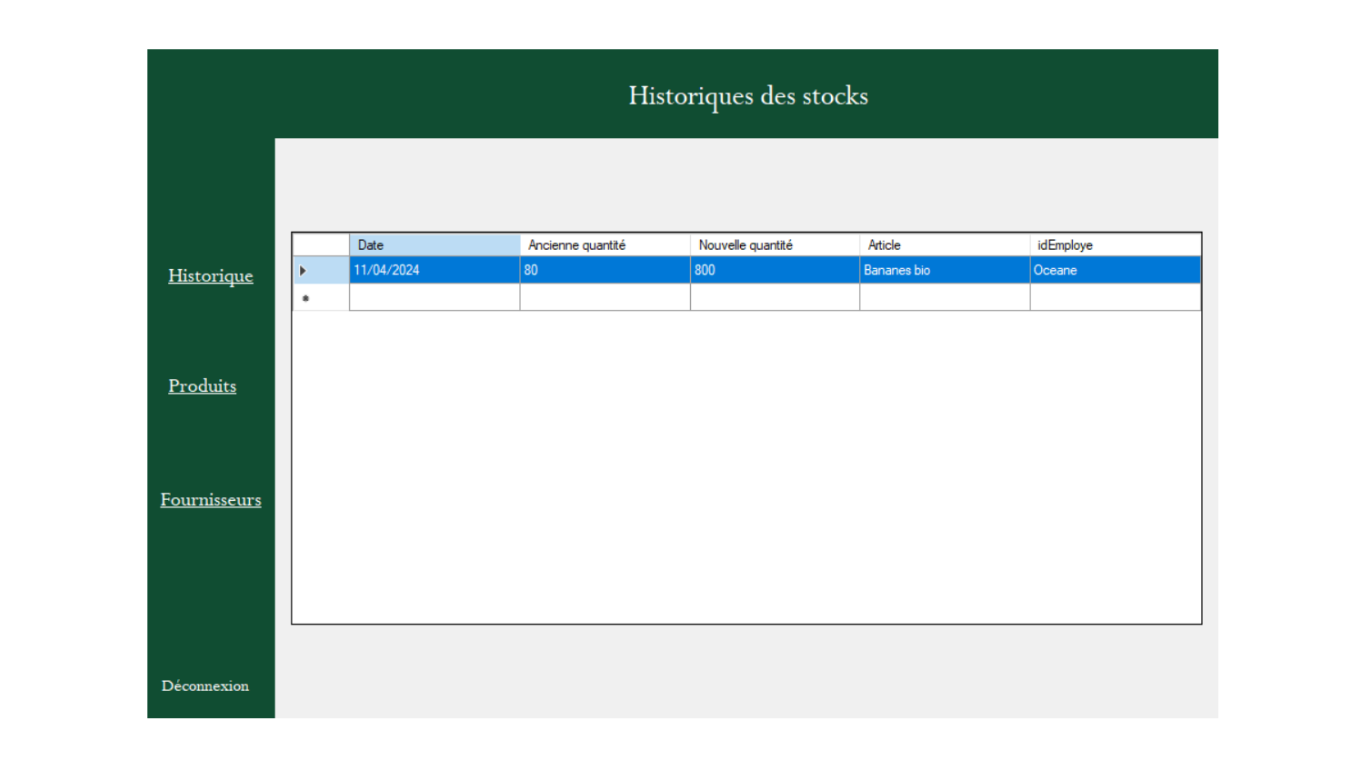 Historiques des stocks
Historique
Produits
Fournisseurs
Déconnexion
Date Ancienne quantité Nouvelle quantité Article idEmploye
11/04/2024 80 800 Bananes bio Oceane